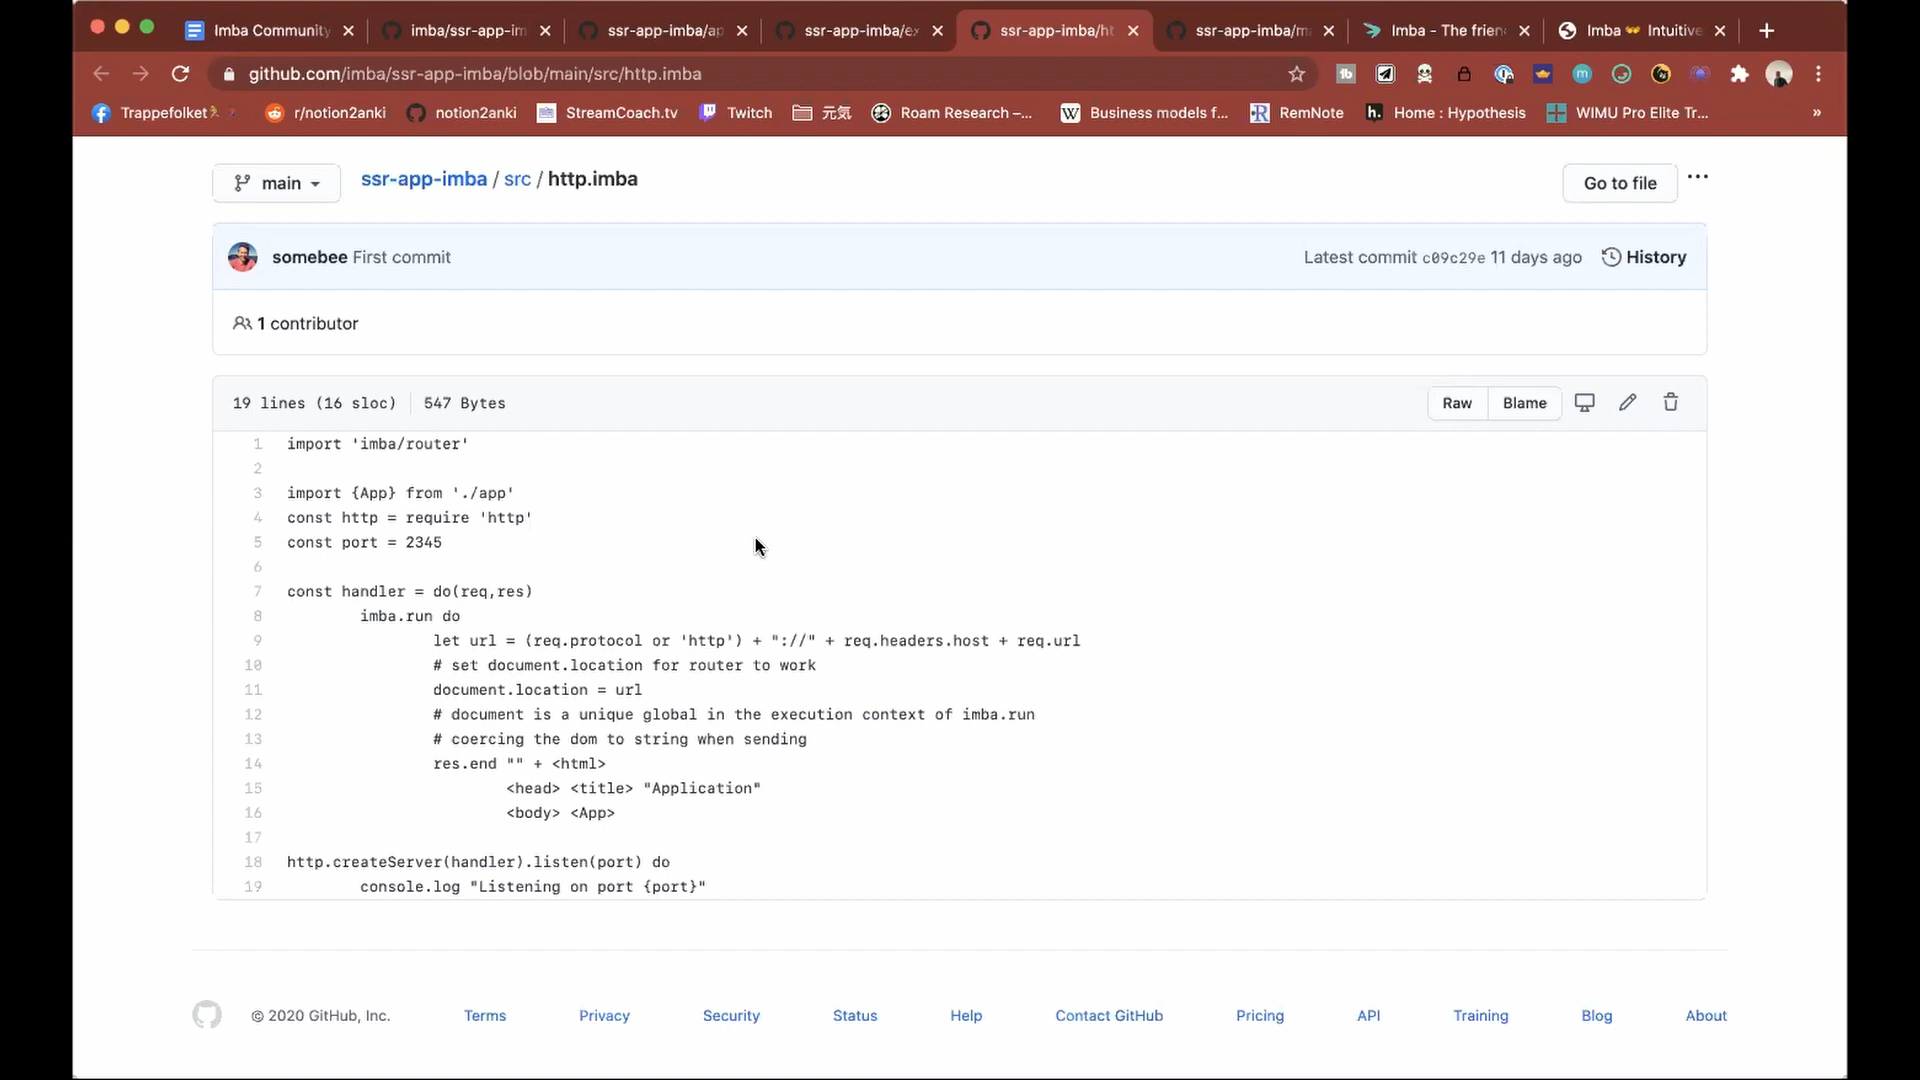 Imba Community
imba/ssr-app-im
ssr-app-imba/ap
ssr-app-imba/ex
ssr-app-imba/ht
ssr-app-imba/m
Imba - The frien
Imba 👐 Intuitive
github.com/imba/ssr-app-imba/blob/main/src/http.imba
Trappefolket
r/notion2anki
notion2anki
StreamCoach.tv
Twitch
元気
Roam Research –...
Business models f...
RemNote
Home : Hypothesis
WIMU Pro Elite Tr...
»
main
ssr-app-imba / src / http.imba
Go to file
somebee First commit
Latest commit c09c29e 11 days ago
History
1 contributor
19 lines (16 sloc)
547 Bytes
Raw
Blame
1 import 'imba/router'
2
3 import {App} from './app'
4 const http = require 'http'
5 const port = 2345
6
7 const handler = do(req,res)
8 imba.run do
9 let url = (req.protocol or 'http') + "://" + req.headers.host + req.url
10 # set document.location for router to work
11 document.location = url
12 # document is a unique global in the execution context of imba.run
13 # coercing the dom to string when sending
14 res.end "" + <html>
15 <head> <title> "Application"
16 <body> <App>
17
18 http.createServer(handler).listen(port) do
19 console.log "Listening on port {port}"
© 2020 GitHub, Inc.
Terms
Privacy
Security
Status
Help
Contact GitHub
Pricing
API
Training
Blog
About